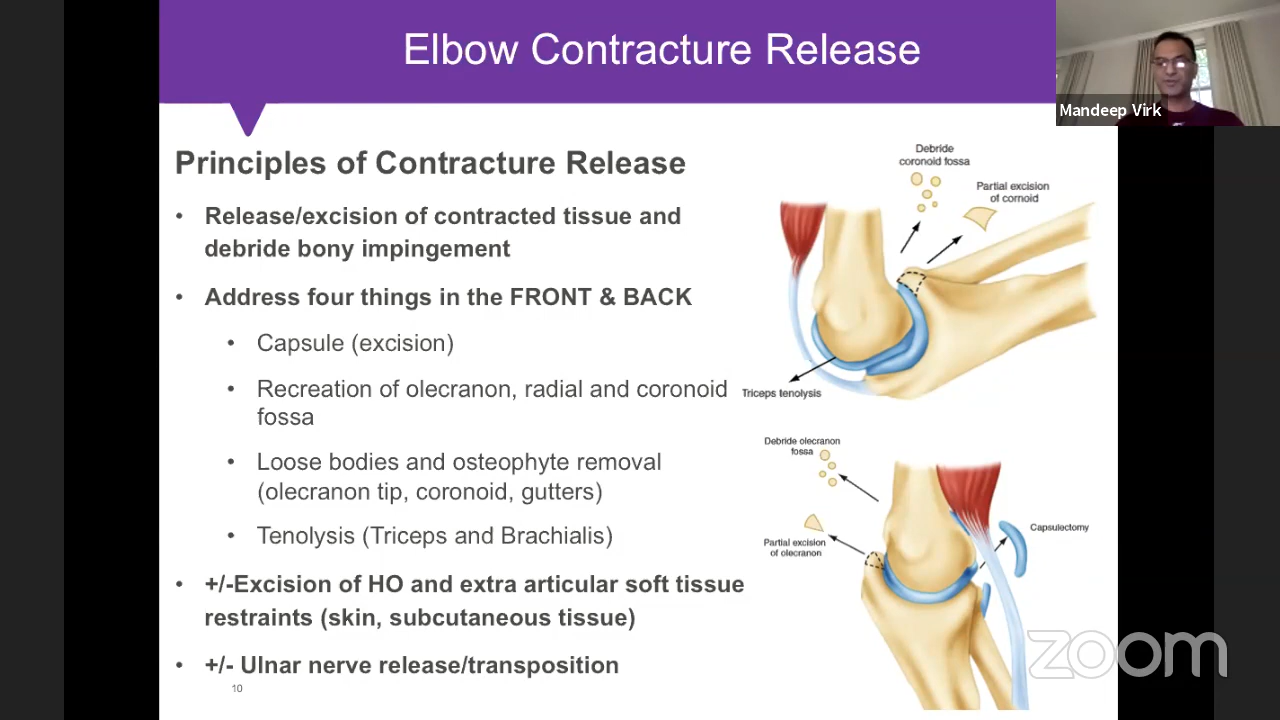 Elbow Contracture Release
Mandeep Virk
Principles of Contracture Release
• Release/excision of contracted tissue and
debride bony impingement
• Address four things in the FRONT & BACK
• Capsule (excision)
• Recreation of olecranon, radial and coronoid
fossa
• Loose bodies and osteophyte removal
(olecranon tip, coronoid, gutters)
• Tenolysis (Triceps and Brachialis)
• +/-Excision of HO and extra articular soft tissue
restraints (skin, subcutaneous tissue)
• +/- Ulnar nerve release/transposition
10
Debride
coronoid fossa
Partial excision
of cornoid
Triceps tenolysis
Debride olecranon
fossa
Partial excision
of olecranon
Capsulectomy
zoom